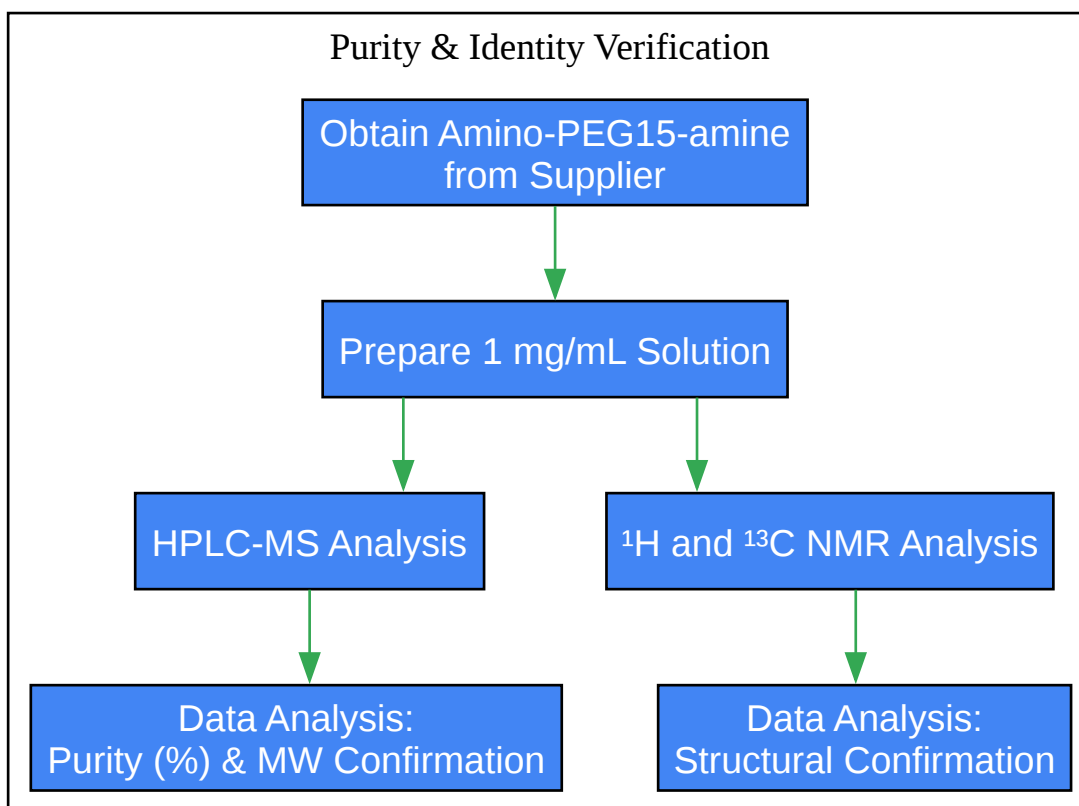 Purity & Identity Verification
Obtain Amino-PEG15-amine
from Supplier
Prepare 1 mg/mL Solution
HPLC-MS Analysis
¹H and ¹³C NMR Analysis
Data Analysis:
Purity (%) & MW Confirmation
Data Analysis:
Structural Confirmation